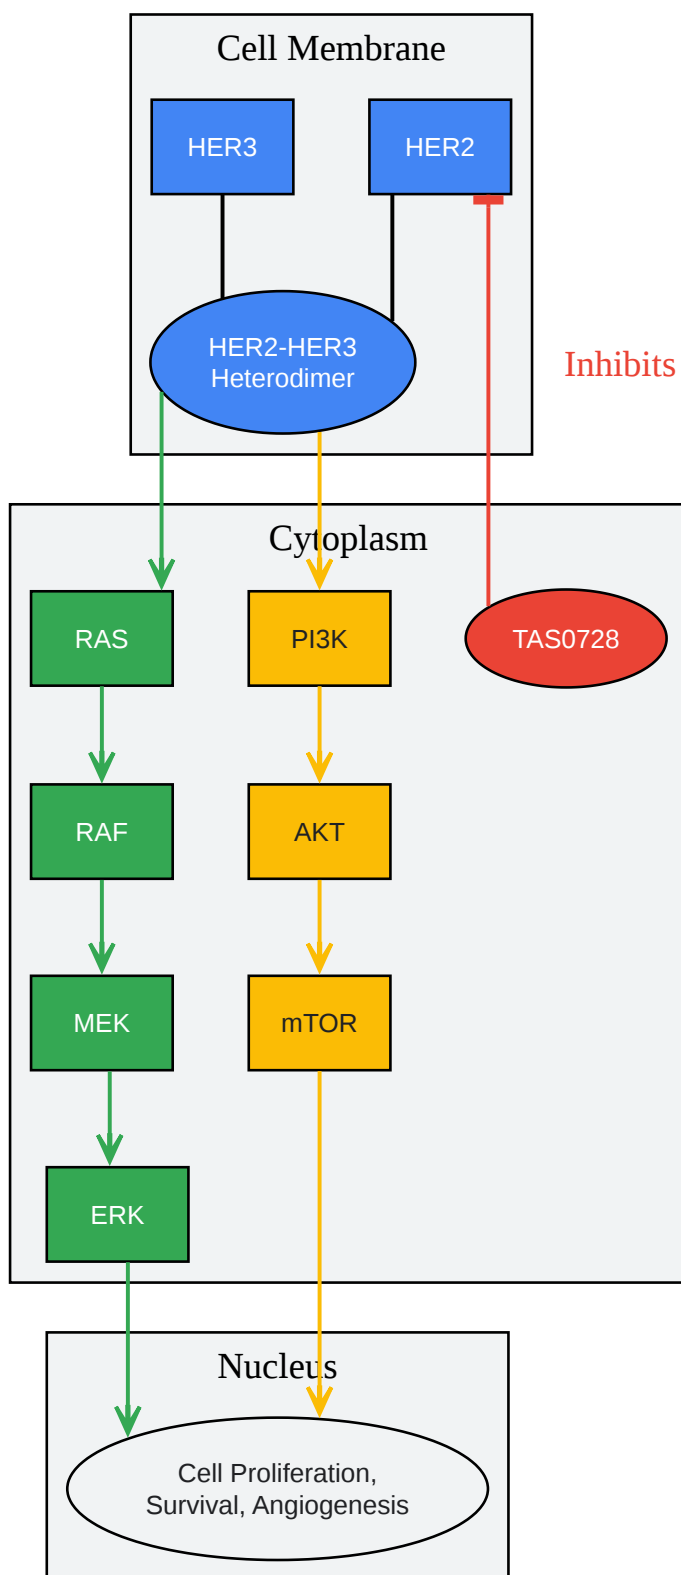 Cell Membrane
HER3
HER2
HER2-HER3
Heterodimer
Inhibits
Cytoplasm
RAS
PI3K
TAS0728
RAF
AKT
MEK
mTOR
ERK
Nucleus
Cell Proliferation,
Survival, Angiogenesis